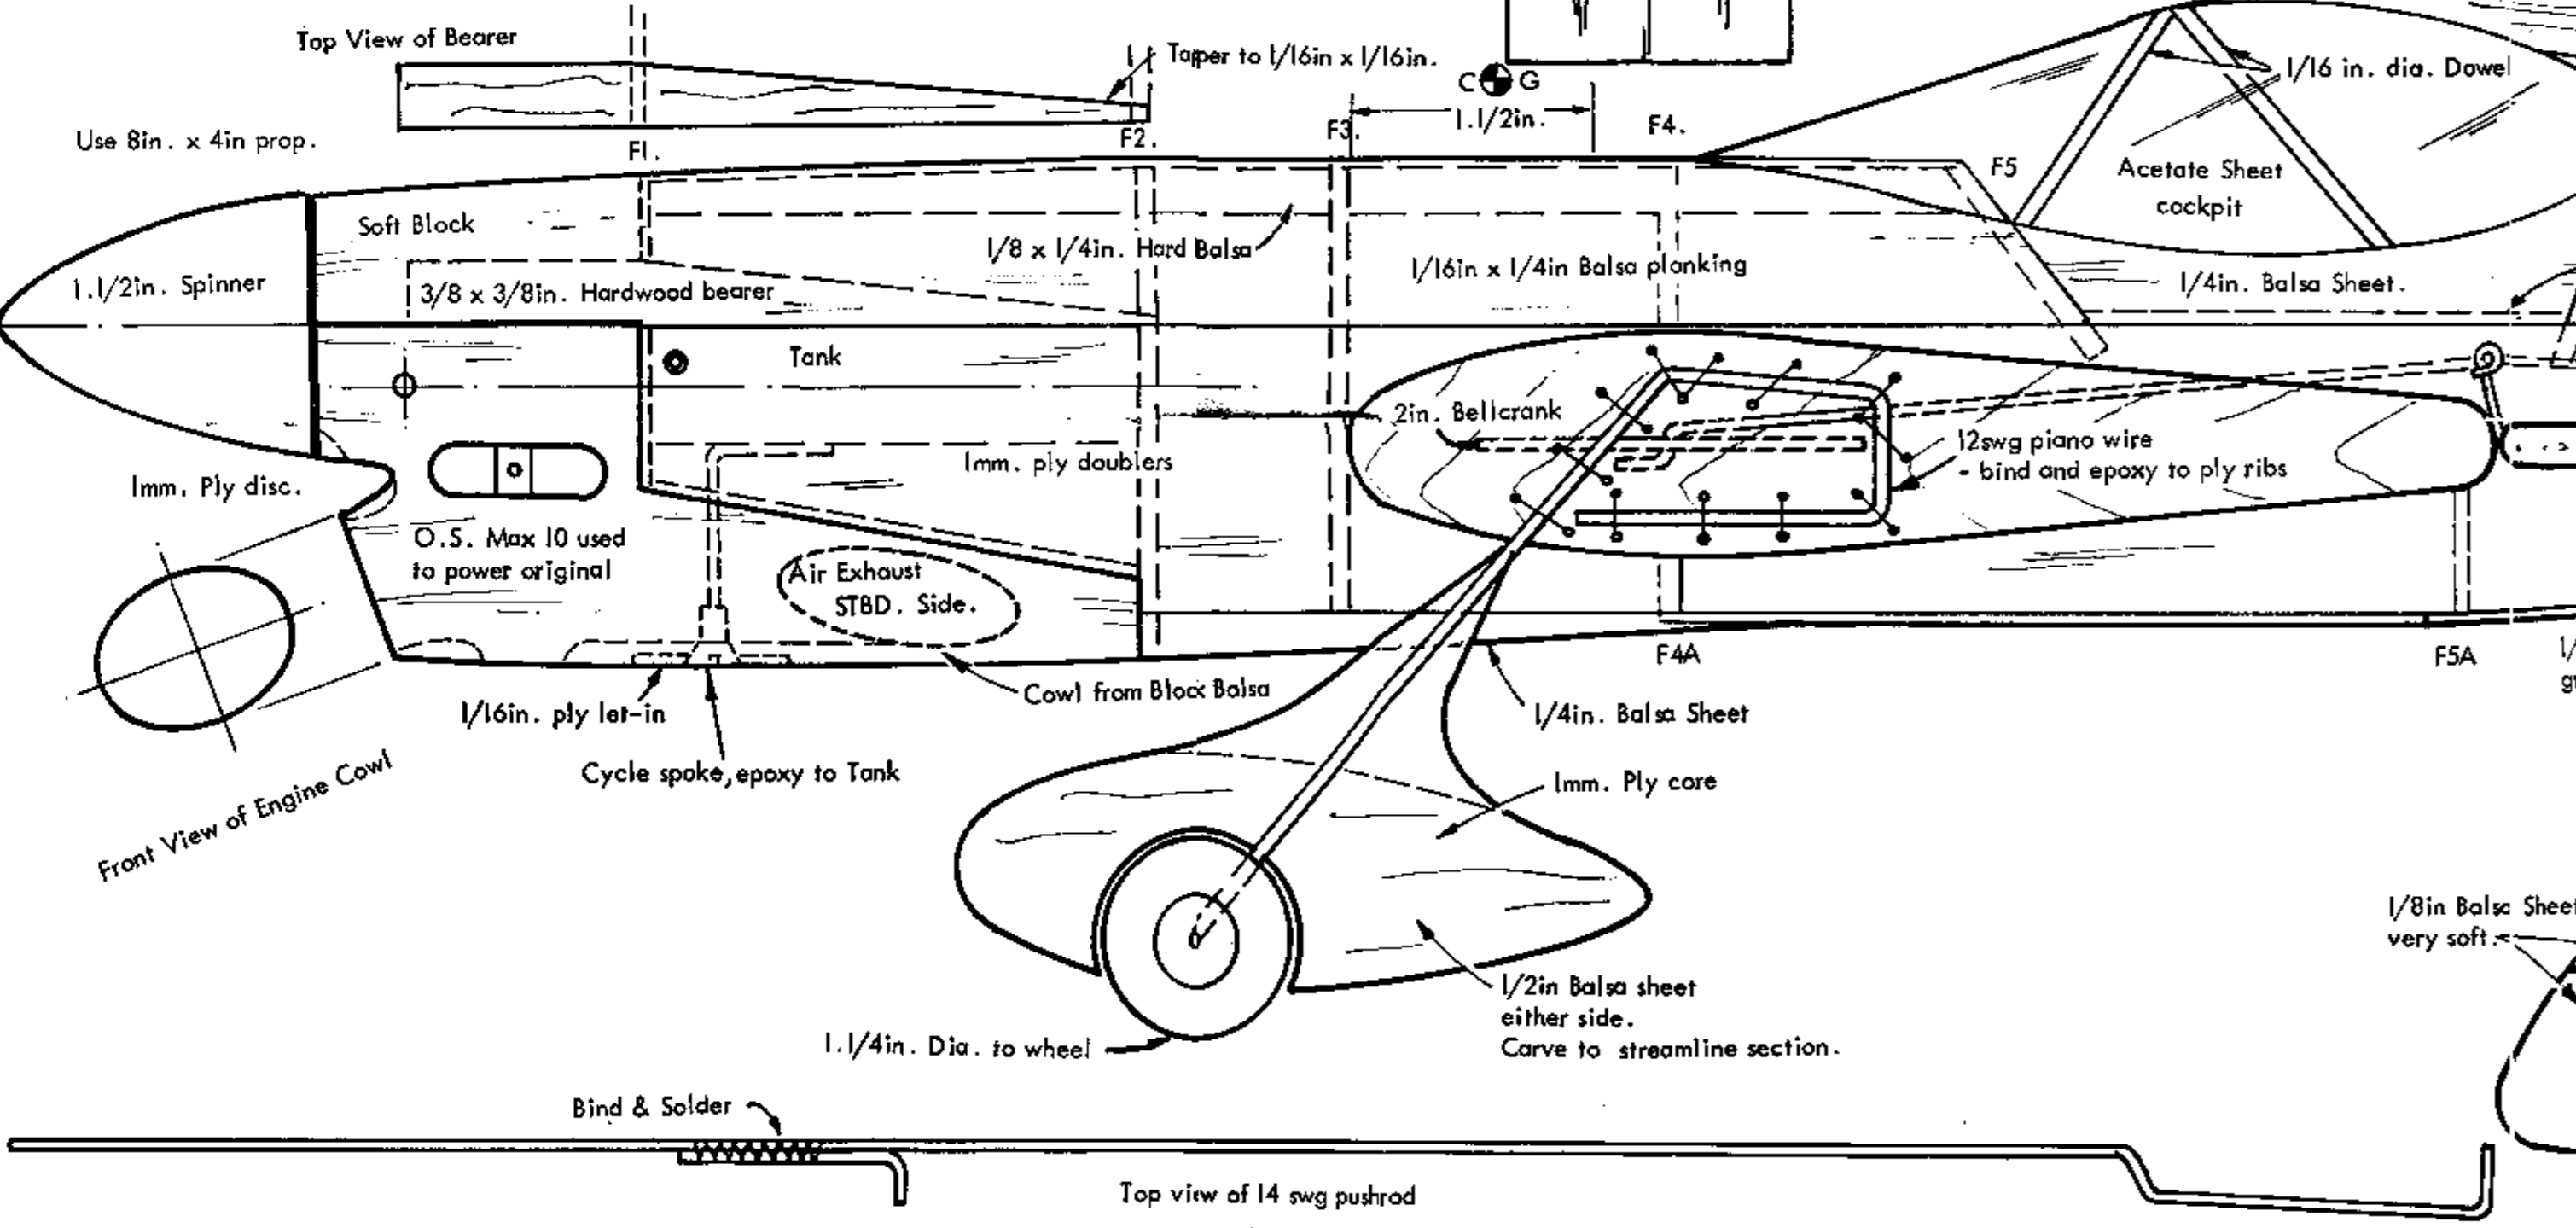 Top View of Bearer
Taper to 1/16in x 1/16in.
C G
1.1/2in.
1/16 in. dia. Dowel
Use 8in. x 4in prop.
F1.
F2.
F3.
F4.
F5
Acetate Sheet
cockpit
Soft Block
1/8 x 1/4in. Hard Balsa
1/16in x 1/4in Balsa planking
1.1/2in. Spinner
3/8 x 3/8in. Hardwood bearer
1/4in. Balsa Sheet.
Tank
2in. Bellcrank
1mm. Ply disc.
1mm. ply doublers
12swg piano wire
- bind and epoxy to ply ribs
O.S. Max 10 used
to power original
Air Exhaust
STBD. Side.
F4A
F5A
1/16in. ply let-in
Cowl from Block Balsa
1/4in. Balsa Sheet
Cycle spoke, epoxy to Tank
Front View of Engine Cowl
1mm. Ply core
1/8in Balsa Sheet
very soft.
1/2in Balsa sheet
either side.
Carve to streamline section.
1.1/4in. Dia. to wheel
Bind & Solder
Top view of 14 swg pushrod